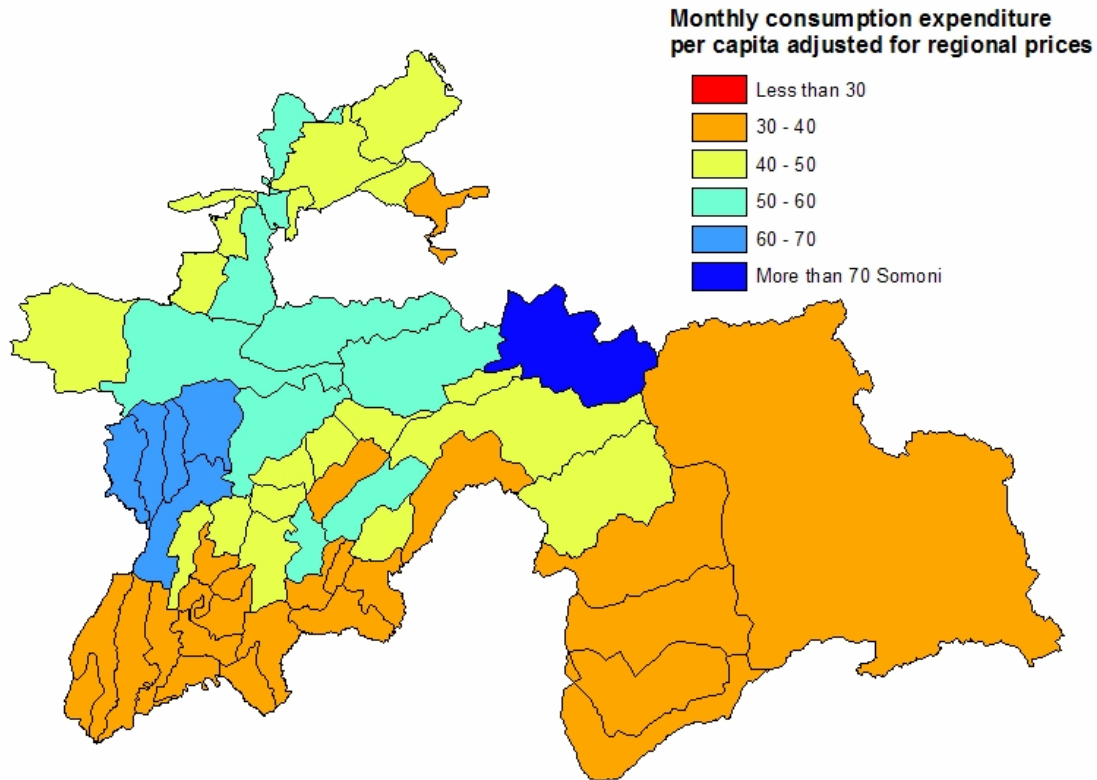 Monthly consumption expenditure
per capita adjusted for regional prices
Less than 30
30 - 40
40 - 50
50 - 60
60 - 70
More than 70 Somoni